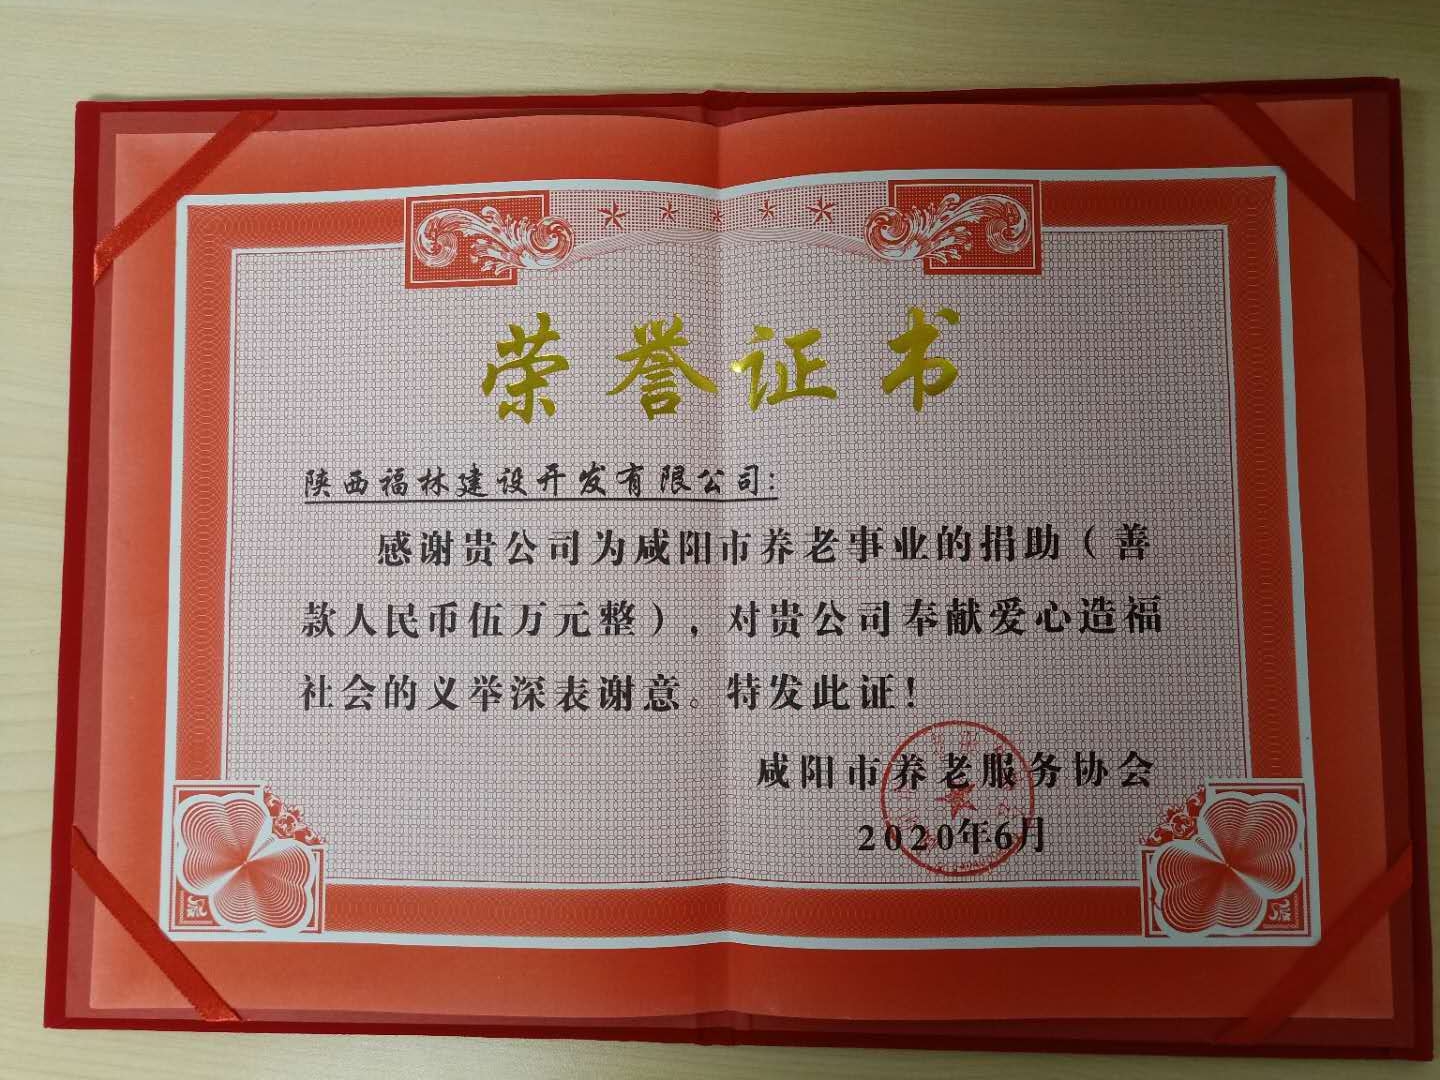 荣誉证书
陕西福林建设开发有限公司:
感谢贵公司为咸阳市养老事业的捐助（善
款人民币伍万元整），对贵公司奉献爱心造福
社会的义举深表谢意。特发此证！
咸阳市养老服务协会
2020年6月